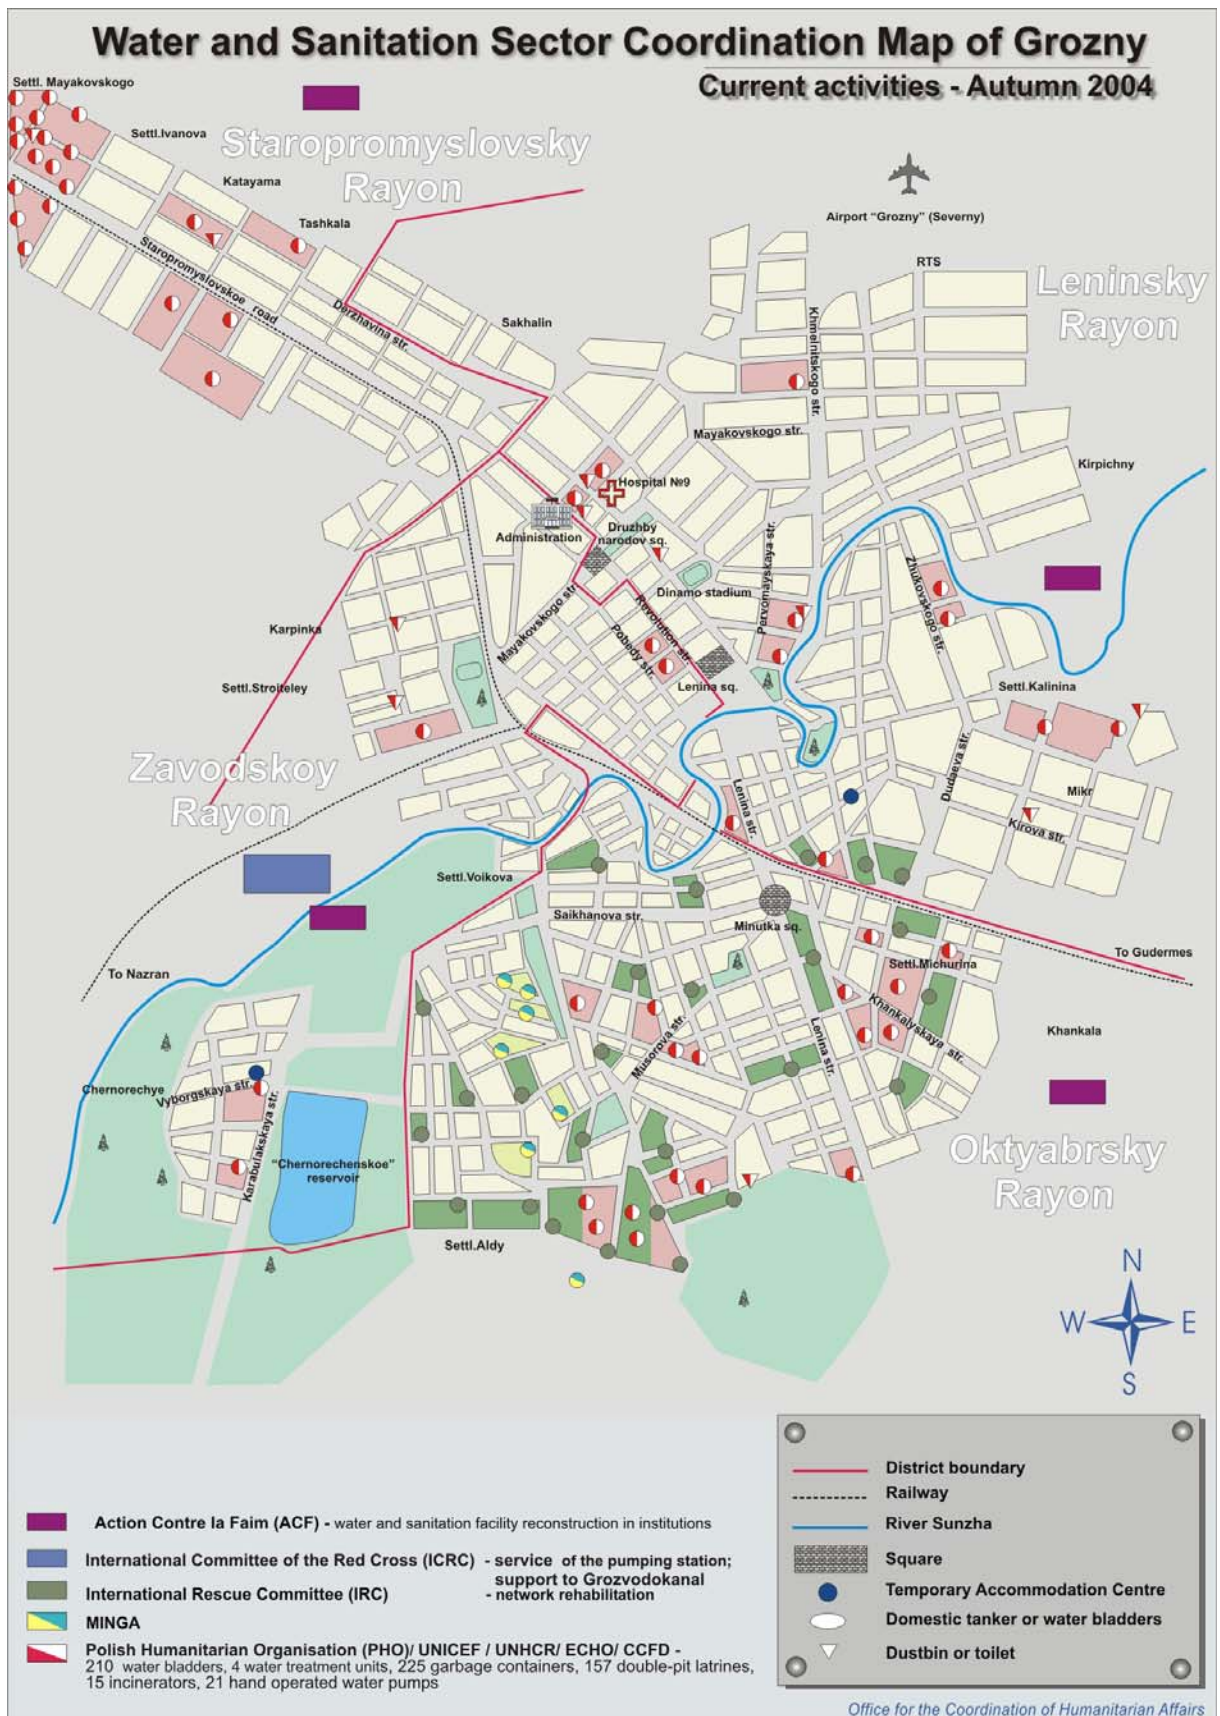 Water and Sanitation Sector Coordination Map of Grozny
Current activities - Autumn 2004
Settl. Mayakovskogo
Settl.Ivanova
Staropromyslovsky
Rayon
Katayama
Tashkala
Airport “Grozny” (Severny)
RTS
Leninsky
Rayon
Staropromyslovskoe road
Derzhavina str.
Sakhalin
Khmelnitskogo str.
Mayakovskogo str.
Kirpichny
Hospital №9
Administration
Druzhby
narodov sq.
Pervomayskaya str.
Zhukovskogo str.
Dinamo stadium
Mayakovskogo str.
Revolution str.
Pobedy str.
Karpinka
Settl.Stroiteley
Lenina sq.
Settl.Kalinina
Zavodskoy
Rayon
Dudaeva str.
Lenina str.
Mikr
Kirova str.
Settl.Voikova
Saikhanova str.
Minutka sq.
To Gudermes
Settl.Michurina
To Nazran
Khankalyskaya str.
Khankala
Musorova str.
Lenina str.
Chernorechye
Vyborgskaya str.
Karabulakskaya str.
“Chernorechenskoe”
reservoir
Oktyabrsky
Rayon
Settl.Aldy
N
W
E
S
District boundary
Railway
River Sunzha
Square
Temporary Accommodation Centre
Domestic tanker or water bladders
Dustbin or toilet
Action Contre la Faim (ACF) - water and sanitation facility reconstruction in institutions
International Committee of the Red Cross (ICRC) - service of the pumping station;
support to Grozvodokanal
International Rescue Committee (IRC) - network rehabilitation
MINGA
Polish Humanitarian Organisation (PHO)/ UNICEF / UNHCR/ ECHO/ CCFD -
210 water bladders, 4 water treatment units, 225 garbage containers, 157 double-pit latrines,
15 incinerators, 21 hand operated water pumps
Office for the Coordination of Humanitarian Affairs